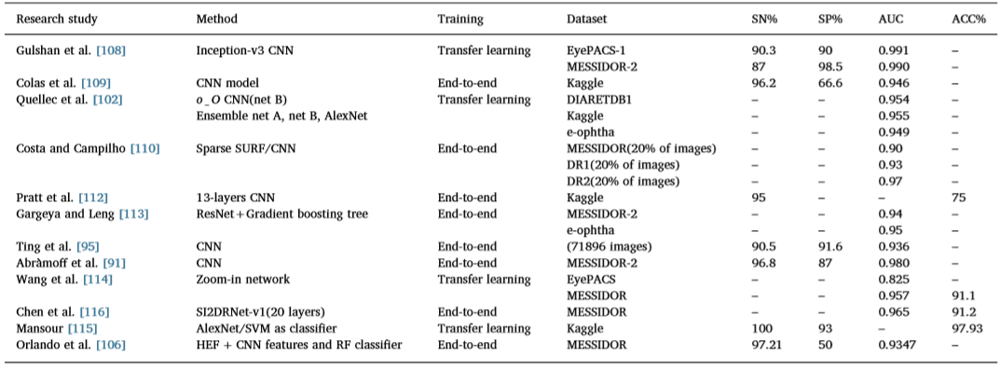 Research study Method Training Dataset SN% SP% AUC ACC%
Gulshan et al. [108] Inception-v3 CNN Transfer learning EyePACS-1 90.3 90 0.991 –
MESSIDOR-2 87 98.5 0.990 –
Colas et al. [109] CNN model End-to-end Kaggle 96.2 66.6 0.946 –
Quellec et al. [102] o_O CNN(net B) Transfer learning DIARETDB1 – – 0.954 –
Ensemble net A, net B, AlexNet Kaggle – – 0.955 –
e-ophtha – – 0.949 –
Costa and Campilho [110] Sparse SURF/CNN End-to-end MESSIDOR(20% of images) – – 0.90 –
DR1(20% of images) – – 0.93 –
DR2(20% of images) – – 0.97 –
Pratt et al. [112] 13-layers CNN End-to-end Kaggle 95 – – 75
Gargeya and Leng [113] ResNet+Gradient boosting tree End-to-end MESSIDOR-2 – – 0.94 –
e-ophtha – – 0.95 –
Ting et al. [95] CNN End-to-end (71896 images) 90.5 91.6 0.936 –
Abràmoff et al. [91] CNN End-to-end MESSIDOR-2 96.8 87 0.980 –
Wang et al. [114] Zoom-in network Transfer learning EyePACS – – 0.825 –
MESSIDOR – – 0.957 91.1
Chen et al. [116] SI2DRNet-v1(20 layers) End-to-end MESSIDOR – – 0.965 91.2
Mansour [115] AlexNet/SVM as classifier Transfer learning Kaggle 100 93 – 97.93
Orlando et al. [106] HEF + CNN features and RF classifier End-to-end MESSIDOR 97.21 50 0.9347 –